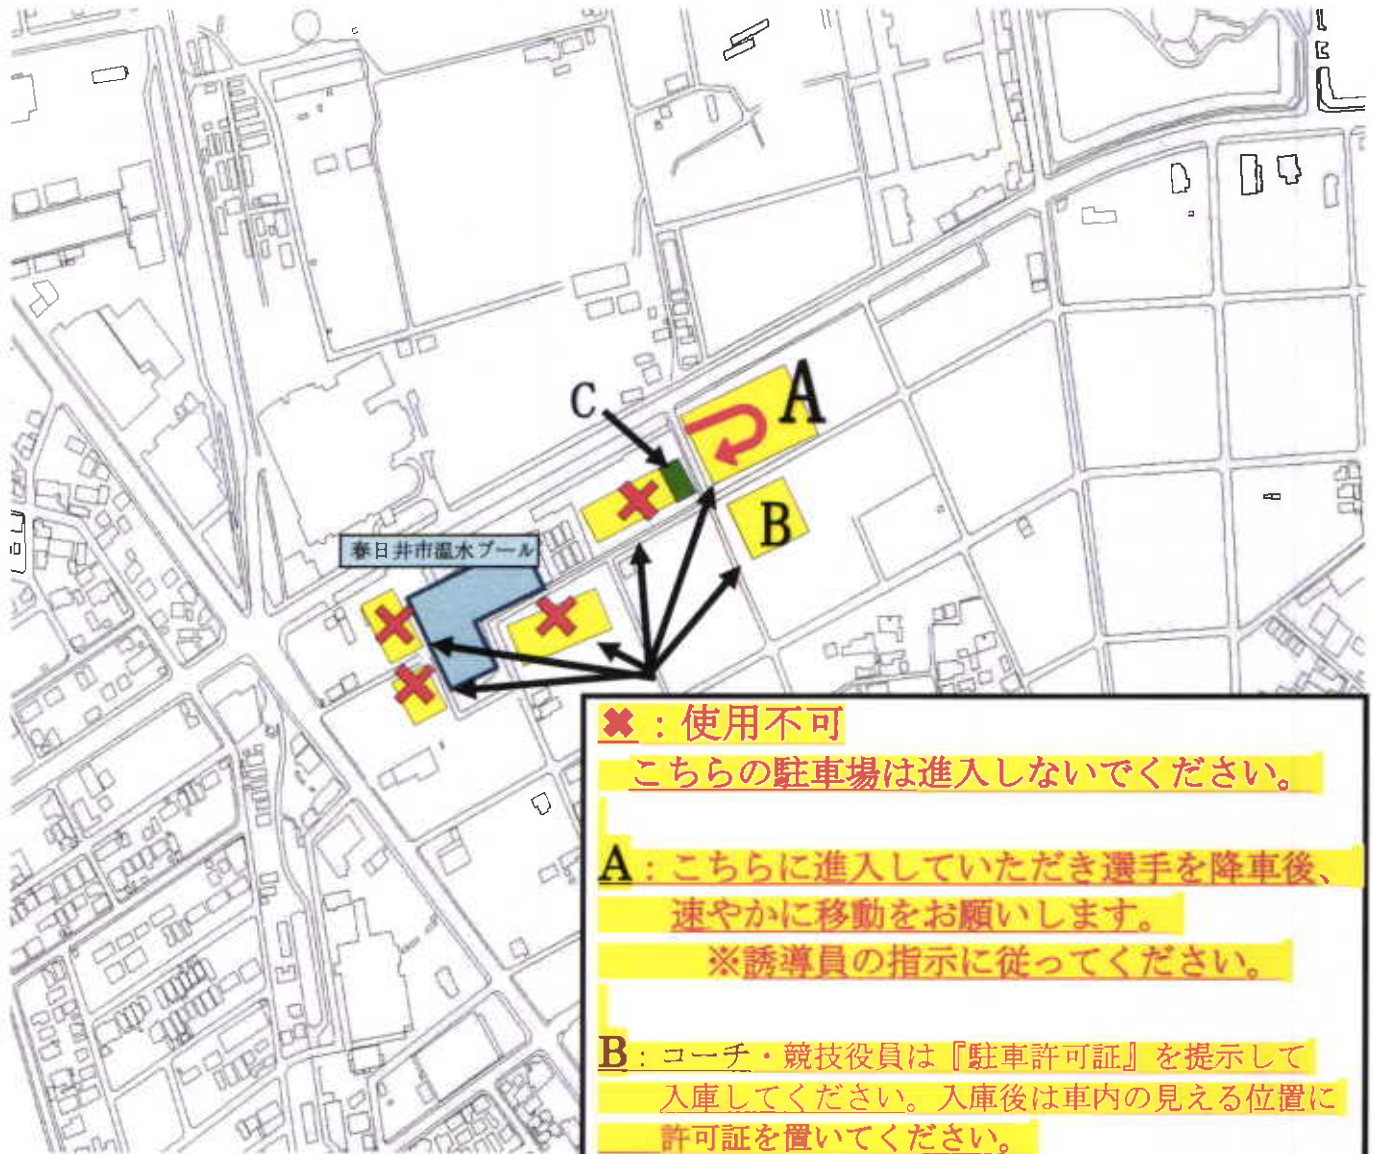 C
A
B
春日井市温水プール
✖：使用不可
こちらの駐車場は進入しないでください。
A：こちらに進入していただき選手を降車後、
速やかに移動をお願いします。
※誘導員の指示に従ってください。
B：コーチ・競技役員は『駐車許可証』を提示して
入庫してください。入庫後は車内の見える位置に
許可証を置いてください。